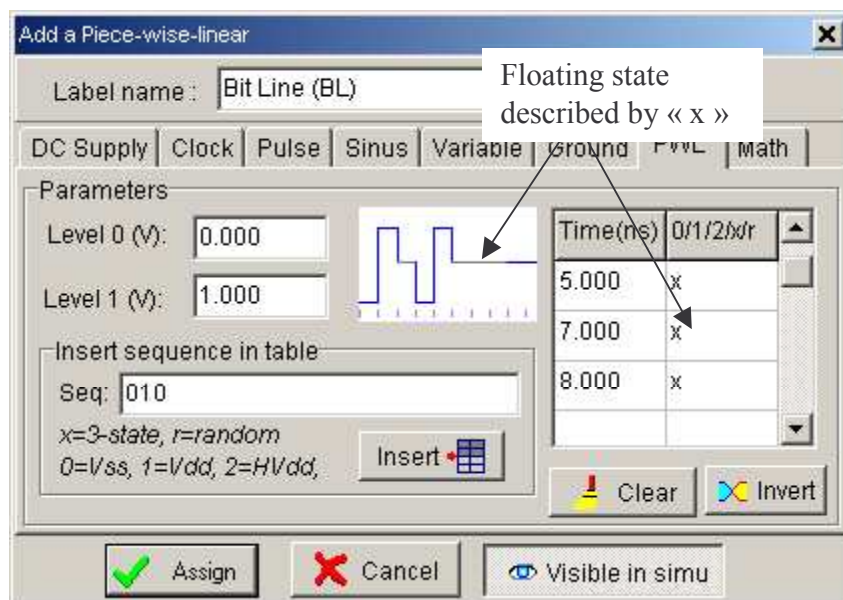 Add a Piece-wise-linear
Label name : Bit Line (BL)
Floating state
described by « x »
DC Supply Clock Pulse Sinus Variable Ground PWL Math
Parameters
Level 0 (V): 0.000
Level 1 (V): 1.000
Time(ns) 0/1/2/x/r
5.000 x
7.000 x
8.000 x
Insert sequence in table
Seq: 010
x=3-state, r=random
0=Vss, 1=Vdd, 2=HVdd,
Insert
Clear Invert
Assign Cancel Visible in simu